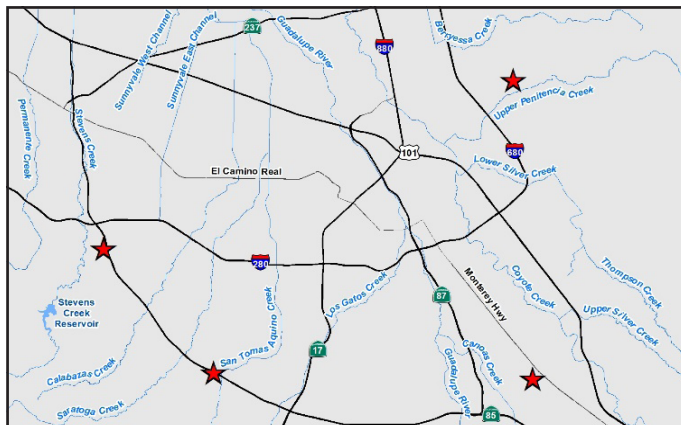 Sunnyvale West Channel
Sunnyvale East Channel
237
Guadalupe River
880
Berryessa Creek
Permanente Creek
Stevens Creek
Upper Penitencia Creek
101
680
El Camino Real
Lower Silver Creek
280
Stevens
Creek
Reservoir
Los Gatos Creek
87
Monterey Hwy
Coyote Creek
Thompson Creek
Upper Silver Creek
San Tomas Aquino Creek
17
Calabazas Creek
Saratoga Creek
Guadalupe River
Canoas Creek
85